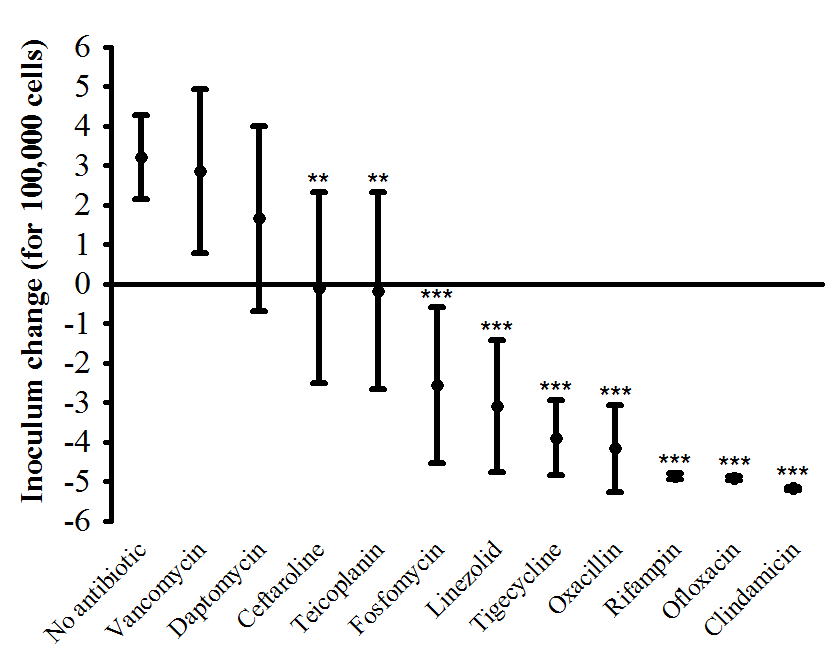 Inoculum change (for 100,000 cells)
6
5
4
3
2
1
0
-1
-2
-3
-4
-5
-6
**
**
***
***
***
***
***
***
***
No antibiotic
Vancomycin
Daptomycin
Ceftaroline
Teicoplanin
Fosfomycin
Linezolid
Tigecycline
Oxacillin
Rifampin
Ofloxacin
Clindamicin